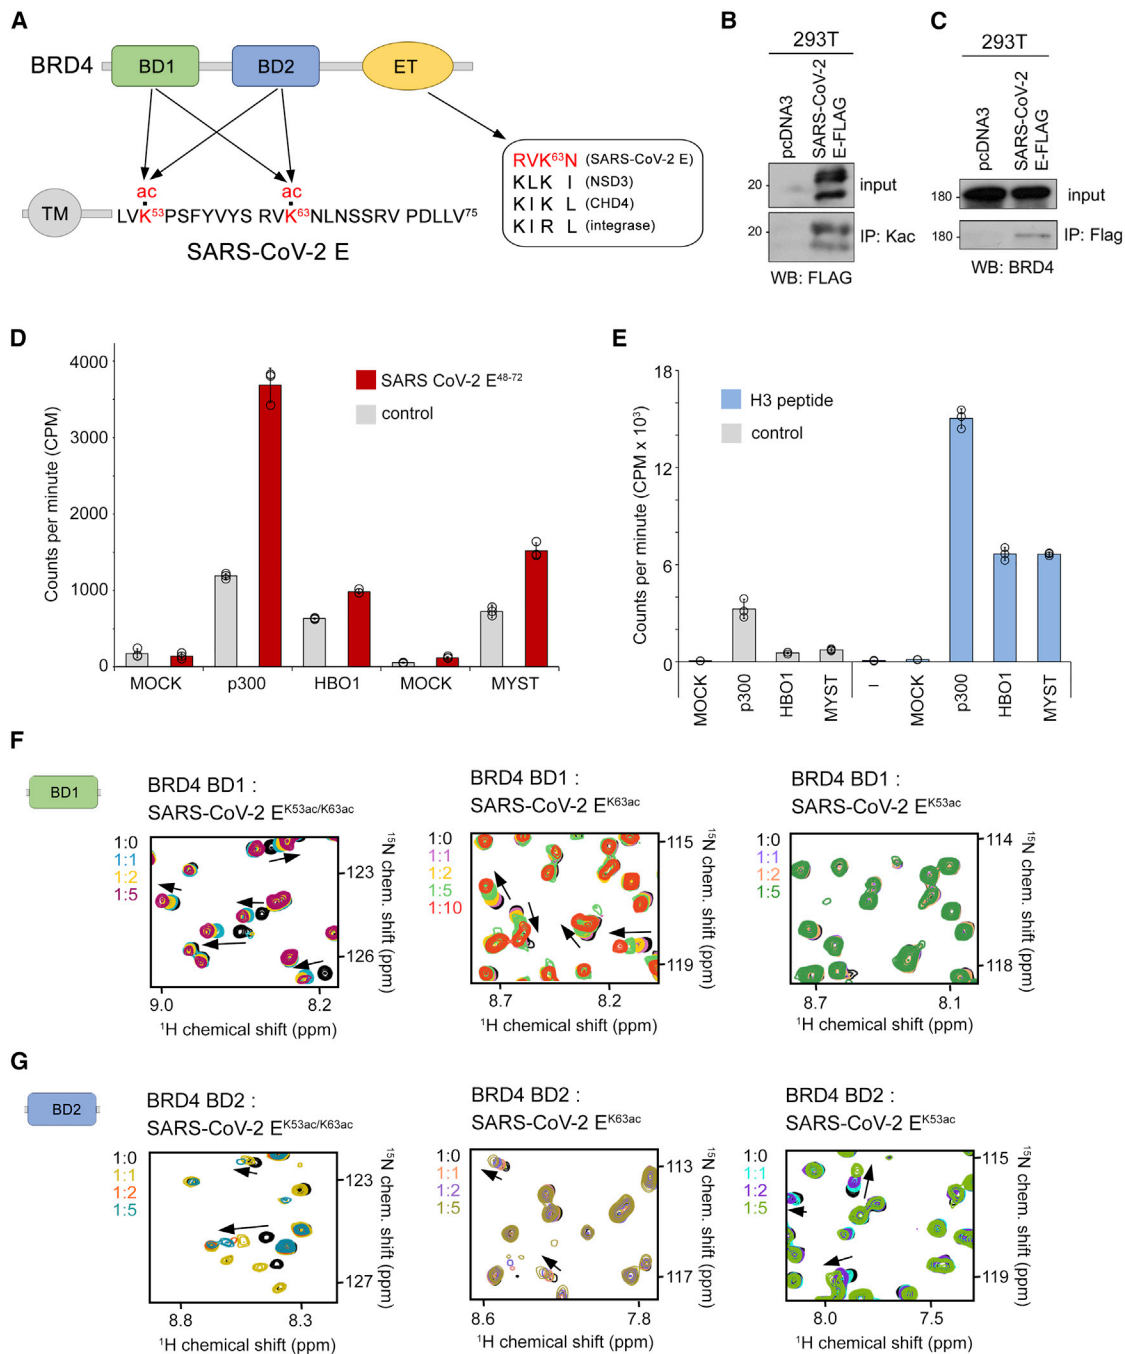 A
BRD4
BD1
BD2
ET
ac
ac
TM
LVK⁵³PSFYVYS RVK⁶³NLNSSRV PDLLV⁷⁵
SARS-CoV-2 E
RVK⁶³N (SARS-CoV-2 E)
KLK I (NSD3)
KIK L (CHD4)
KIR L (integrase)
B
293T
pcDNA3
SARS-CoV-2
E-FLAG
20
input
20
IP: Kac
WB: FLAG
C
293T
pcDNA3
SARS-CoV-2
E-FLAG
180
input
180
IP: Flag
WB: BRD4
D
Counts per minute (CPM)
4000
3000
2000
1000
0
SARS CoV-2 E⁴⁸⁻⁷²
control
MOCK
p300
HBO1
MOCK
MYST
E
Counts per minute (CPM x 10³)
18
12
6
0
H3 peptide
control
MOCK
p300
HBO1
MYST
–
MOCK
p300
HBO1
MYST
F
BD1
BRD4 BD1 :
SARS-CoV-2 E^K53ac/K63ac
1:0
1:1
1:2
1:5
123
126
¹⁵N chem. shift (ppm)
9.0
8.2
¹H chemical shift (ppm)
BRD4 BD1 :
SARS-CoV-2 E^K63ac
1:0
1:1
1:2
1:5
1:10
115
119
¹⁵N chem. shift (ppm)
8.7
8.2
¹H chemical shift (ppm)
BRD4 BD1 :
SARS-CoV-2 E^K53ac
1:0
1:1
1:2
1:5
114
118
¹⁵N chem. shift (ppm)
8.7
8.1
¹H chemical shift (ppm)
G
BD2
BRD4 BD2 :
SARS-CoV-2 E^K53ac/K63ac
1:0
1:1
1:2
1:5
123
127
¹⁵N chem. shift (ppm)
8.8
8.3
¹H chemical shift (ppm)
BRD4 BD2 :
SARS-CoV-2 E^K63ac
1:0
1:1
1:2
1:5
113
117
¹⁵N chem. shift (ppm)
8.6
7.8
¹H chemical shift (ppm)
BRD4 BD2 :
SARS-CoV-2 E^K53ac
1:0
1:1
1:2
1:5
115
119
¹⁵N chem. shift (ppm)
8.0
7.5
¹H chemical shift (ppm)